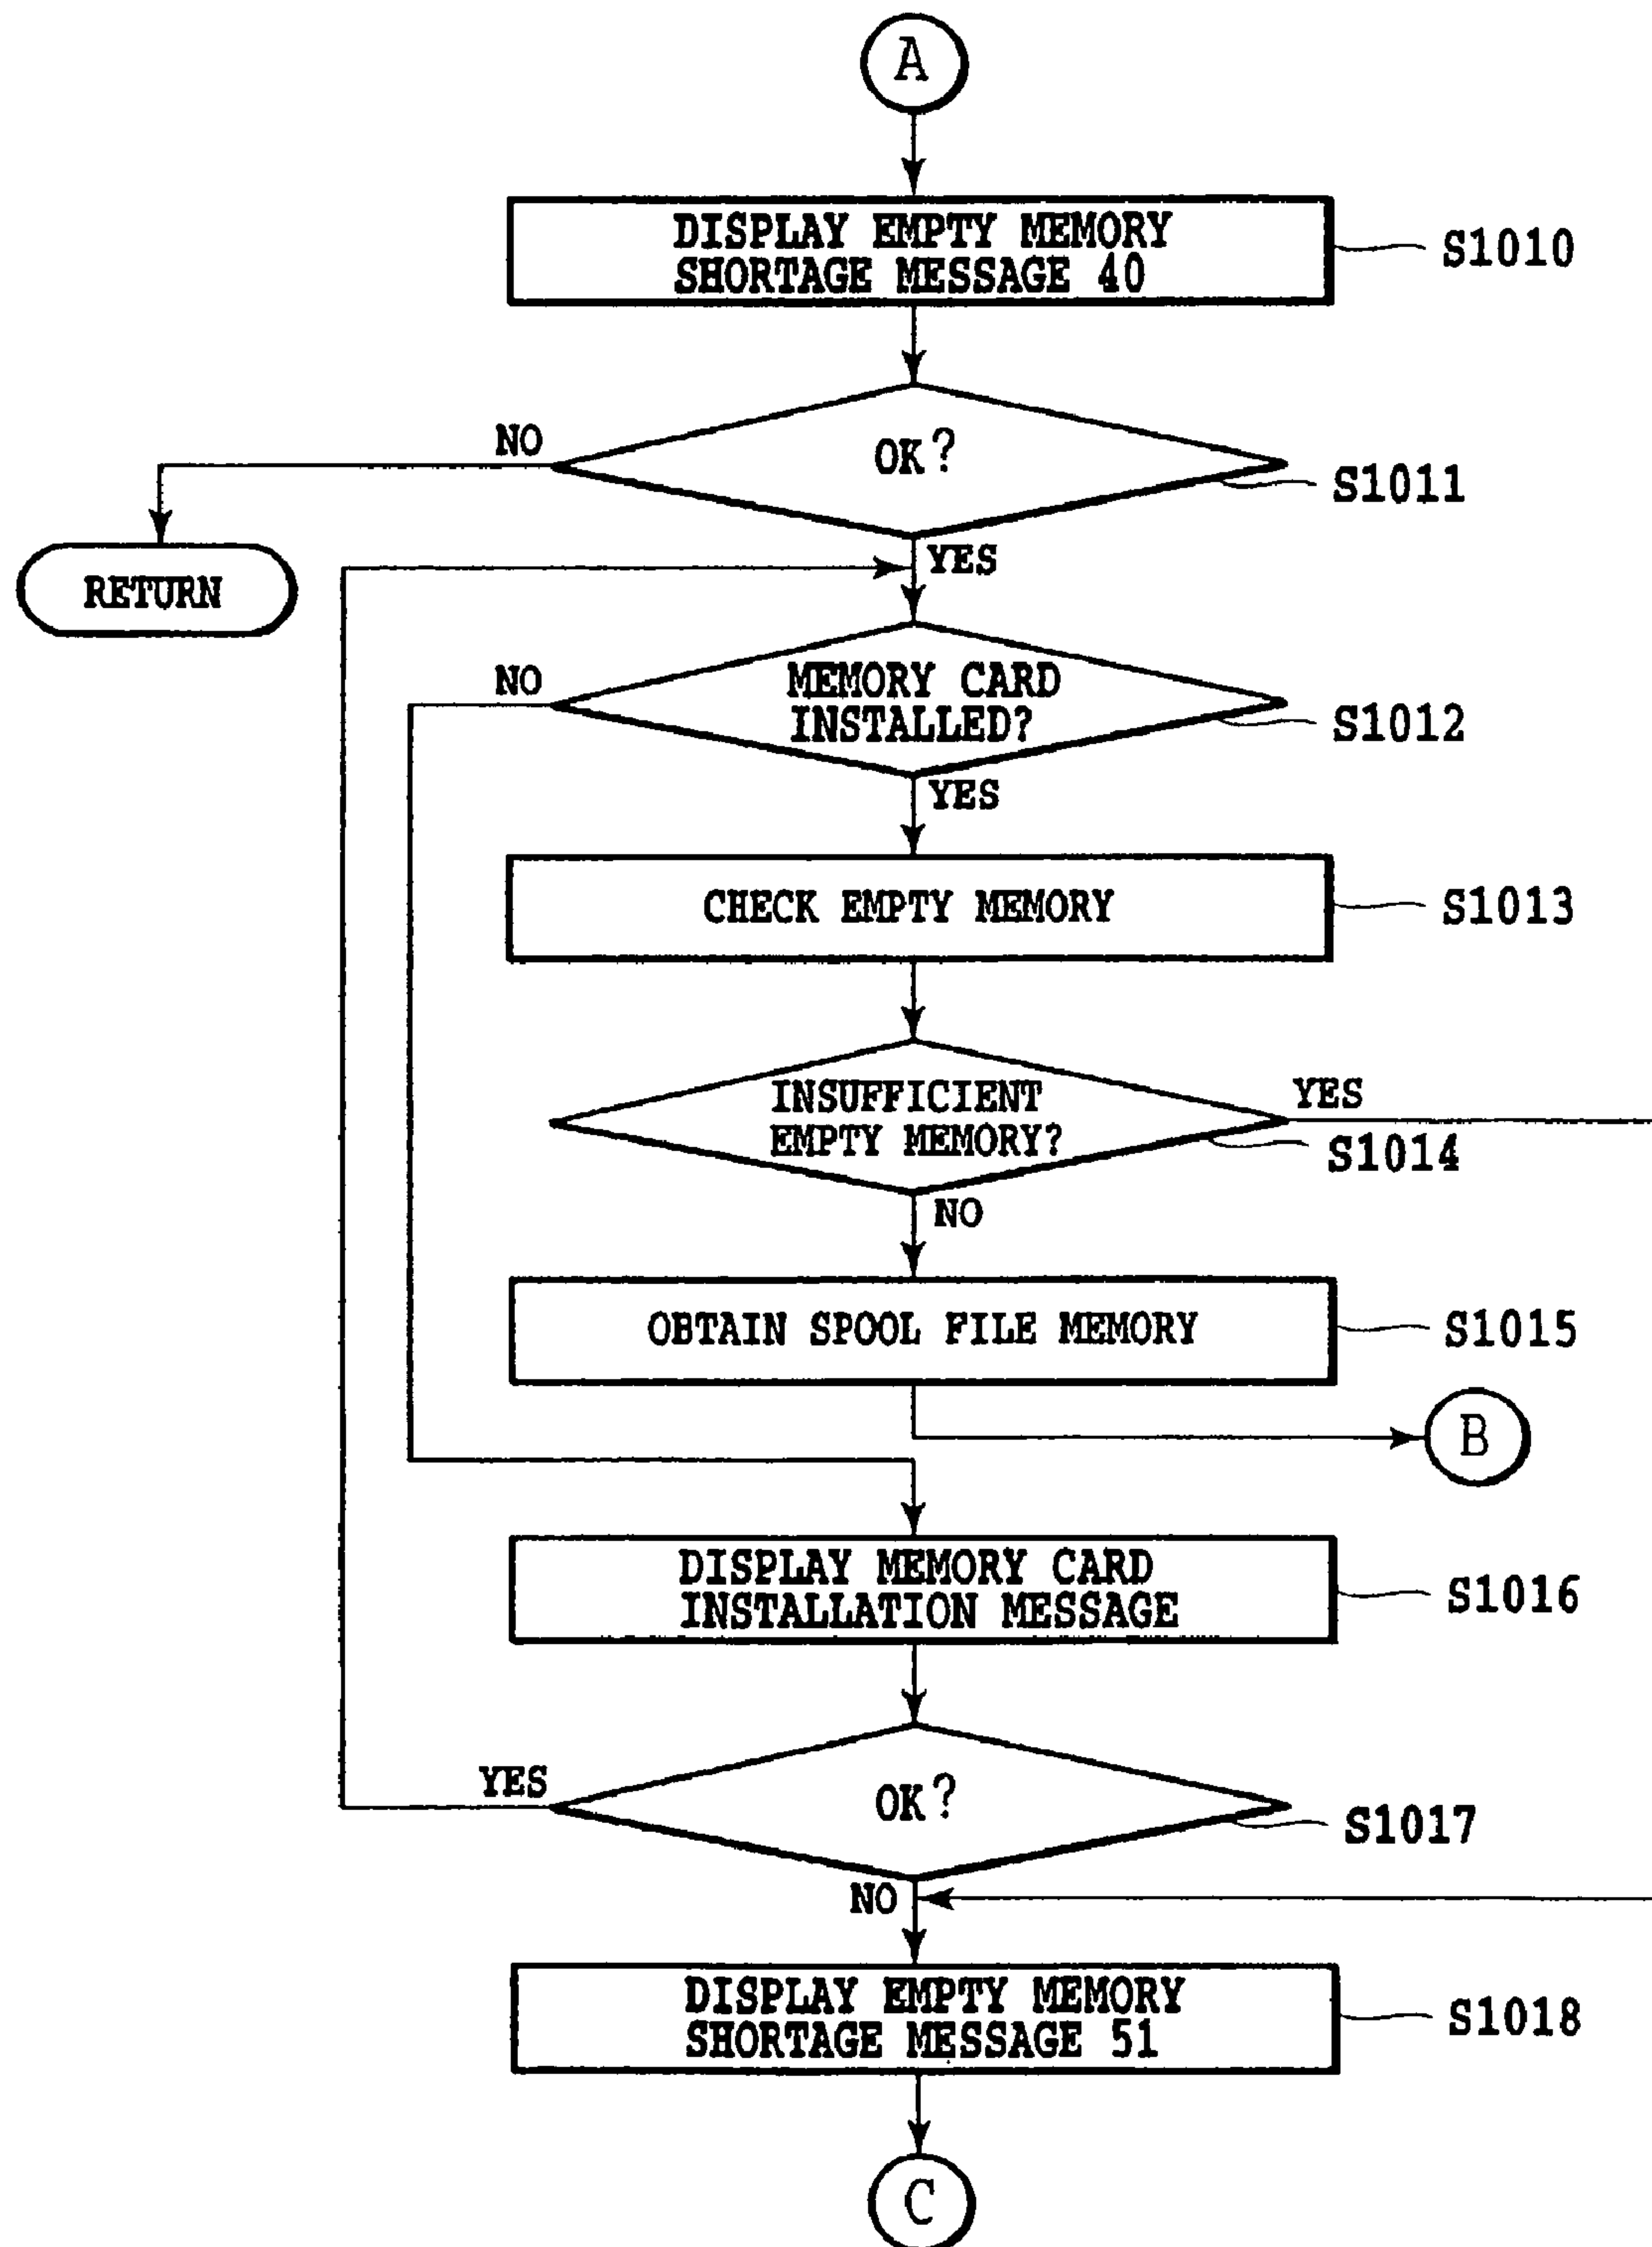 A
DISPLAY EMPTY MEMORY
SHORTAGE MESSAGE 40
S1010
NO
OK?
S1011
YES
RETURN
NO
MEMORY CARD
INSTALLED?
S1012
YES
CHECK EMPTY MEMORY
S1013
INSUFFICIENT
EMPTY MEMORY?
YES
S1014
NO
OBTAIN SPOOL FILE MEMORY
S1015
B
DISPLAY MEMORY CARD
INSTALLATION MESSAGE
S1016
YES
OK?
S1017
NO
DISPLAY EMPTY MEMORY
SHORTAGE MESSAGE 51
S1018
C